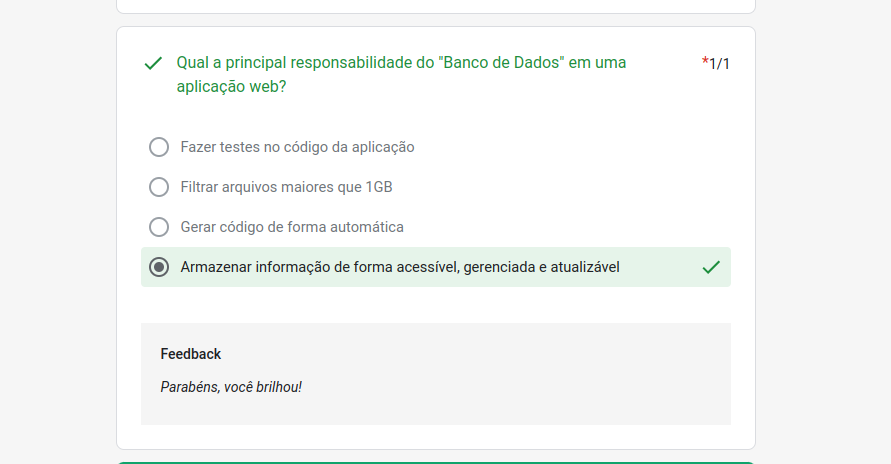 Qual a principal responsabilidade do "Banco de Dados" em uma
aplicação web?
*1/1
Fazer testes no código da aplicação
Filtrar arquivos maiores que 1GB
Gerar código de forma automática
Armazenar informação de forma acessível, gerenciada e atualizável
Feedback
Parabéns, você brilhou!